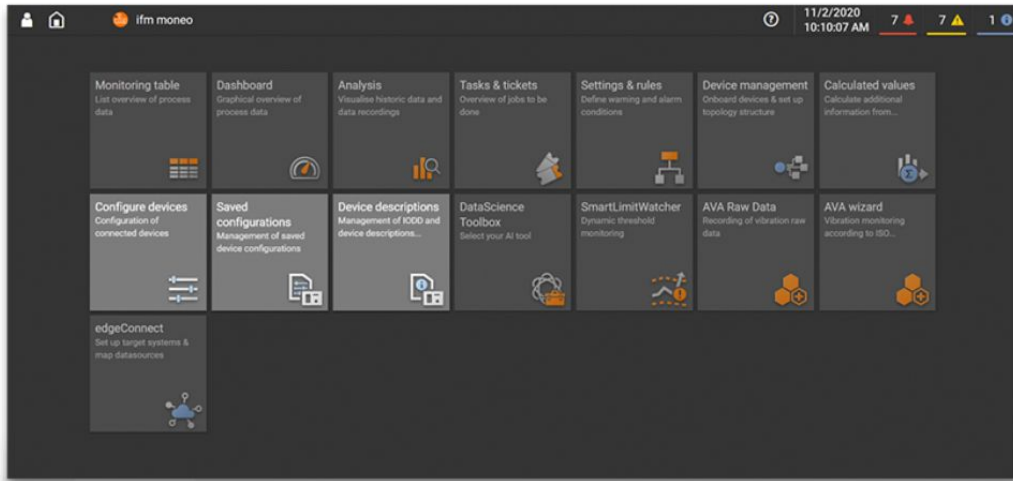 ifm moneo
11/2/2020
10:10:07 AM
7
7
1
Monitoring table
List overview of process
data
Dashboard
Graphical overview of
process data
Analysis
Visualise historic data and
data recordings
Tasks & tickets
Overview of jobs to be
done
Settings & rules
Define warning and alarm
conditions
Device management
Onboard devices & set up
topology structure
Calculated values
Calculate additional
information from...
Configure devices
Configuration of
connected devices
Saved
configurations
Management of saved
device configurations
Device descriptions
Management of IODD and
device descriptions...
DataScience
Toolbox
Select your AI tool
SmartLimitWatcher
Dynamic threshold
monitoring
AVA Raw Data
Recording of vibration raw
data
AVA wizard
Vibration monitoring
according to ISO...
edgeConnect
Set up target systems &
map datasources